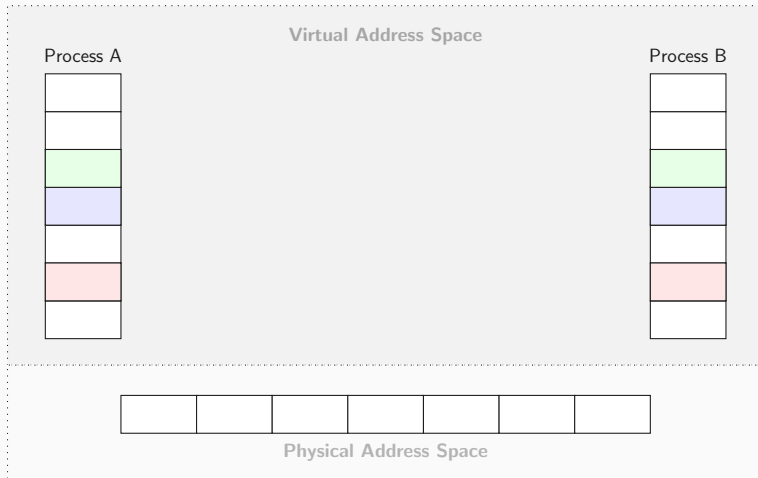 Virtual Address Space
Process A
Process B
Physical Address Space